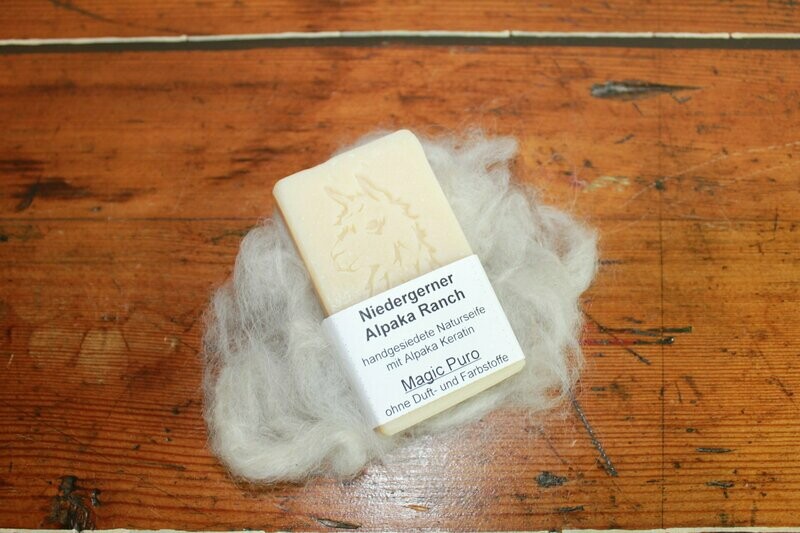 Niedergerner
Alpaka Ranch
handgesiedete Naturseife
mit Alpaka Keratin
Magic Puro
ohne Duft- und Farbstoffe